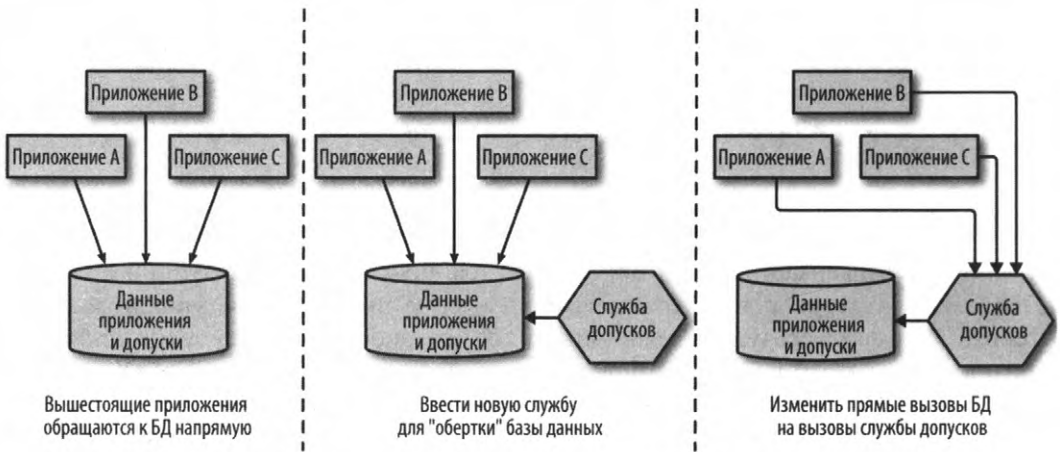 Приложение B
Приложение A
Приложение C
Данные
приложения
и допуски
Вышестоящие приложения
обращаются к БД напрямую
Приложение B
Приложение A
Приложение C
Данные
приложения
и допуски
Служба
допусков
Ввести новую службу
для "обертки" базы данных
Приложение B
Приложение A
Приложение C
Данные
приложения
и допуски
Служба
допусков
Изменить прямые вызовы БД
на вызовы службы допусков